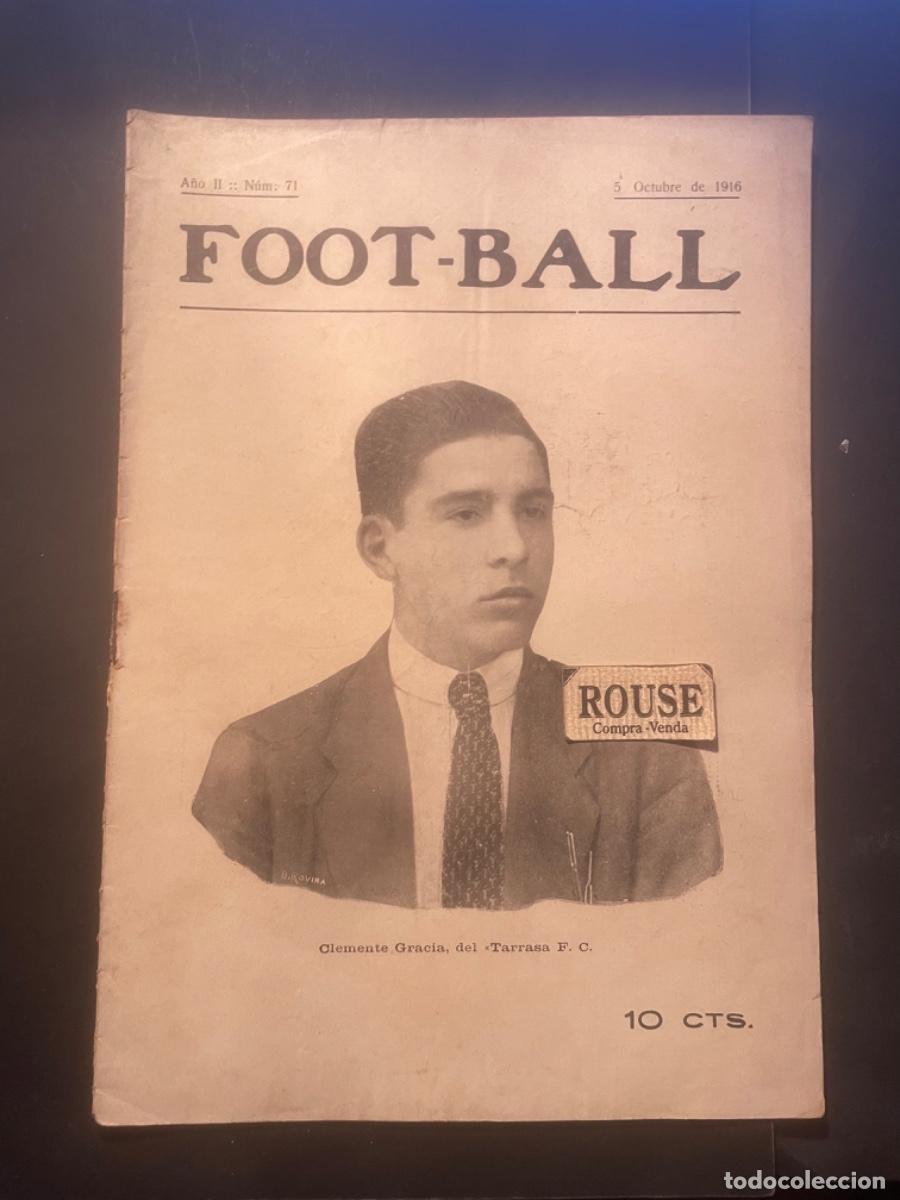 Año II :: Núm: 71
5 Octubre de 1916
FOOT-BALL
ROUSE
Compra-Venda
B. ROVIRA
Clemente Gracia, del «Tarrasa F. C.
10 CTS.
todocoleccion